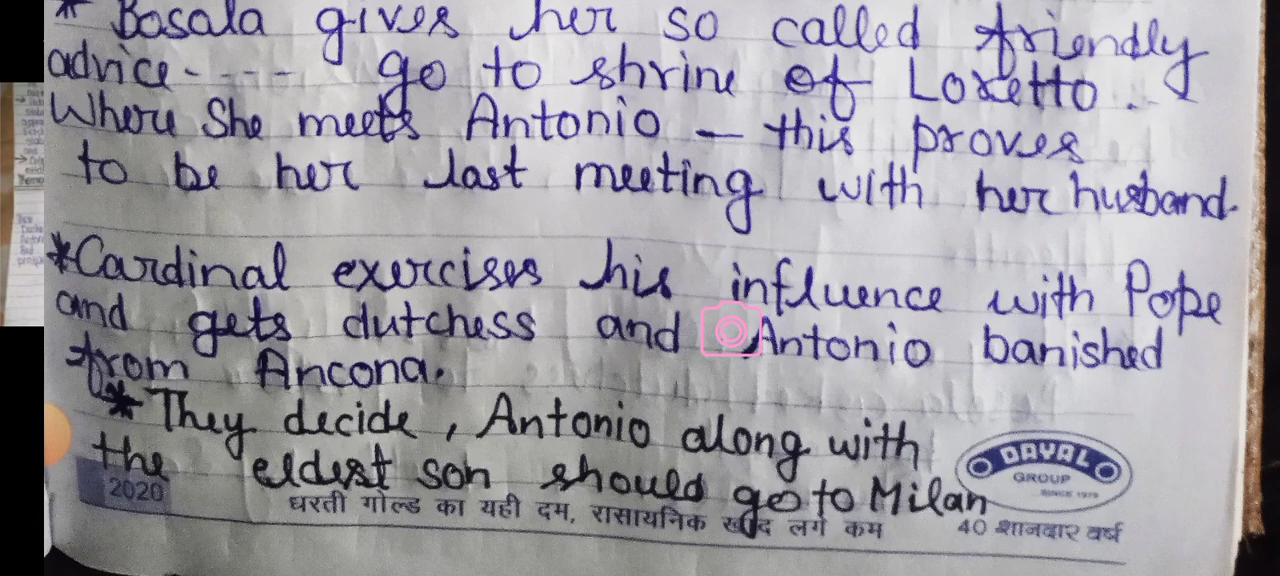 * Bosala gives her so called friendly
advice- - - - go to shrine of Loretto.
Where She meets Antonio — this proves
to be her last meeting with her husband.
*Cardinal exercises his influence with Pope
and gets dutchess and Antonio banished
from Ancona.
* They decide, Antonio along with
the eldest son should go to Milan
DAYAL
GROUP
SINCE 1979
2020
धरती गोल्ड का यही दम, रासायनिक खाद लगे कम
40 शानदार वर्ष